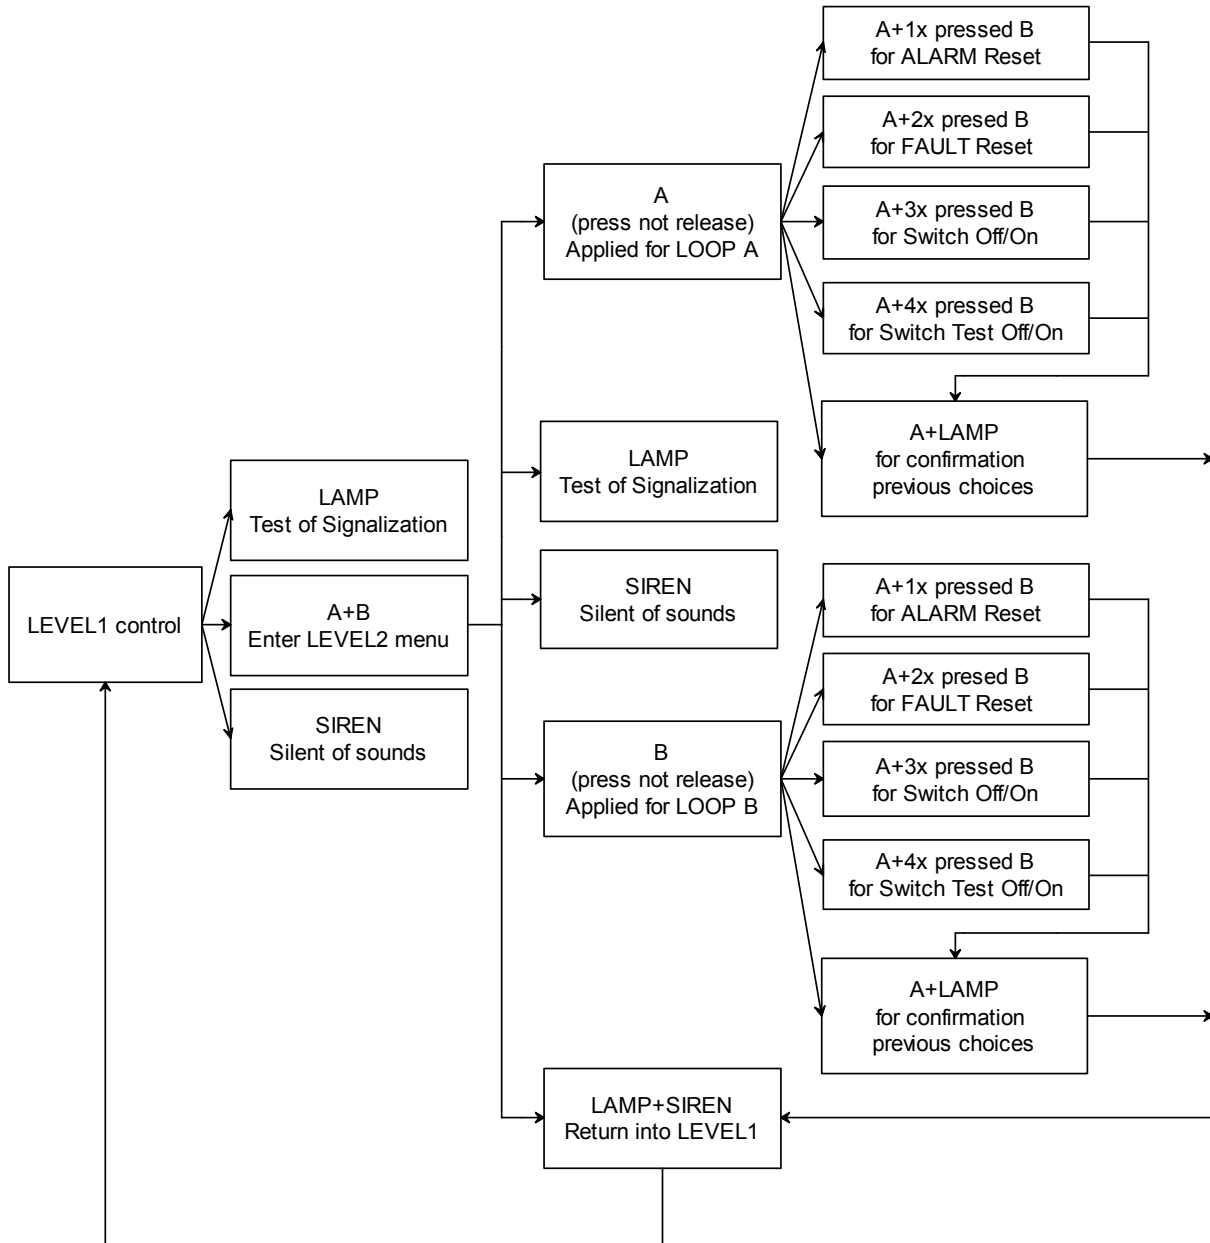 LEVEL1 control
LAMP
Test of Signalization
A+B
Enter LEVEL2 menu
SIREN
Silent of sounds
A
(press not release)
Applied for LOOP A
LAMP
Test of Signalization
SIREN
Silent of sounds
B
(press not release)
Applied for LOOP B
LAMP+SIREN
Return into LEVEL1
A+1x pressed B
for ALARM Reset
A+2x presed B
for FAULT Reset
A+3x pressed B
for Switch Off/On
A+4x pressed B
for Switch Test Off/On
A+LAMP
for confirmation
previous choices
A+1x pressed B
for ALARM Reset
A+2x presed B
for FAULT Reset
A+3x pressed B
for Switch Off/On
A+4x pressed B
for Switch Test Off/On
A+LAMP
for confirmation
previous choices